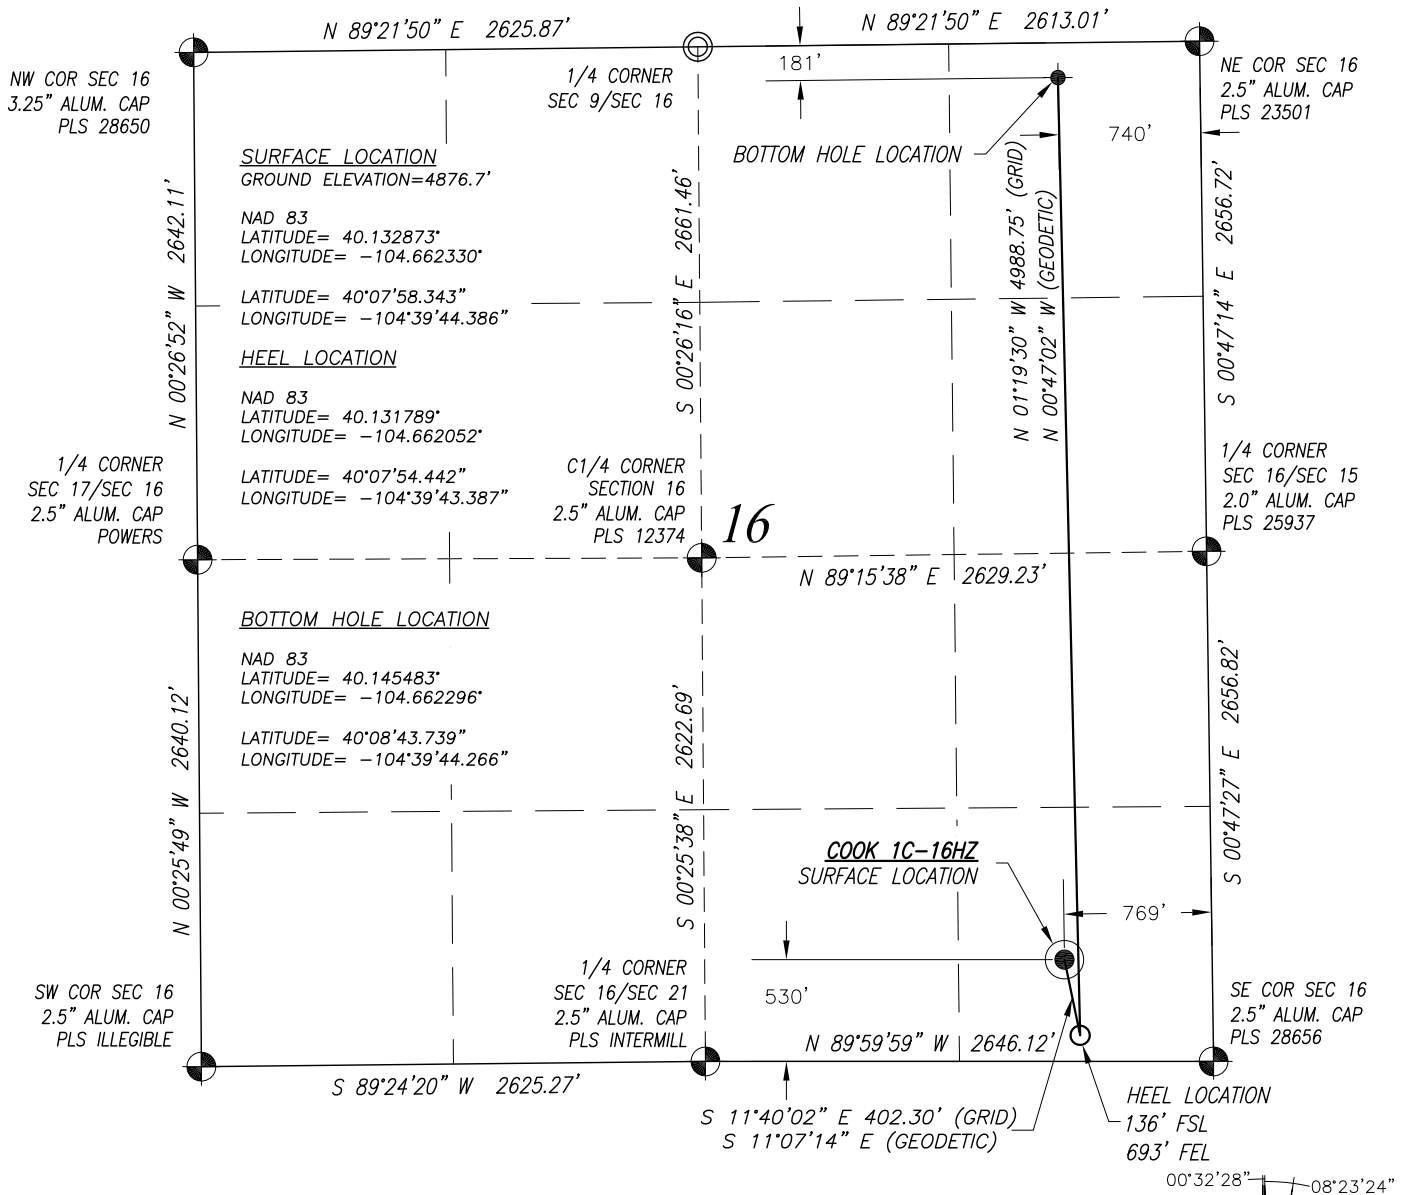 N 89°21'50" E 2625.87'
N 89°21'50" E 2613.01'
NW COR SEC 16
3.25" ALUM. CAP
PLS 28650
1/4 CORNER
SEC 9/SEC 16
181'
NE COR SEC 16
2.5" ALUM. CAP
PLS 23501
740'
BOTTOM HOLE LOCATION
SURFACE LOCATION
GROUND ELEVATION=4876.7'
NAD 83
LATITUDE= 40.132873°
LONGITUDE= -104.662330°
LATITUDE= 40°07'58.343"
LONGITUDE= -104°39'44.386"
HEEL LOCATION
NAD 83
LATITUDE= 40.131789°
LONGITUDE= -104.662052°
LATITUDE= 40°07'54.442"
LONGITUDE= -104°39'43.387"
N 00°26'52" W 2642.11'
S 00°26'16" E 2661.46'
N 01°19'30" W 4988.75' (GRID)
N 00°47'02" W (GEODETIC)
S 00°47'14" E 2656.72'
1/4 CORNER
SEC 17/SEC 16
2.5" ALUM. CAP
POWERS
C1/4 CORNER
SECTION 16
2.5" ALUM. CAP
PLS 12374
16
1/4 CORNER
SEC 16/SEC 15
2.0" ALUM. CAP
PLS 25937
N 89°15'38" E 2629.23'
BOTTOM HOLE LOCATION
NAD 83
LATITUDE= 40.145483°
LONGITUDE= -104.662296°
LATITUDE= 40°08'43.739"
LONGITUDE= -104°39'44.266"
N 00°25'49" W 2640.12'
S 00°25'38" E 2622.69'
S 00°47'27" E 2656.82'
COOK 1C-16HZ
SURFACE LOCATION
769'
530'
SW COR SEC 16
2.5" ALUM. CAP
PLS ILLEGIBLE
1/4 CORNER
SEC 16/SEC 21
2.5" ALUM. CAP
PLS INTERMILL
SE COR SEC 16
2.5" ALUM. CAP
PLS 28656
N 89°59'59" W 2646.12'
S 89°24'20" W 2625.27'
S 11°40'02" E 402.30' (GRID)
S 11°07'14" E (GEODETIC)
HEEL LOCATION
136' FSL
693' FEL
00°32'28"
08°23'24"